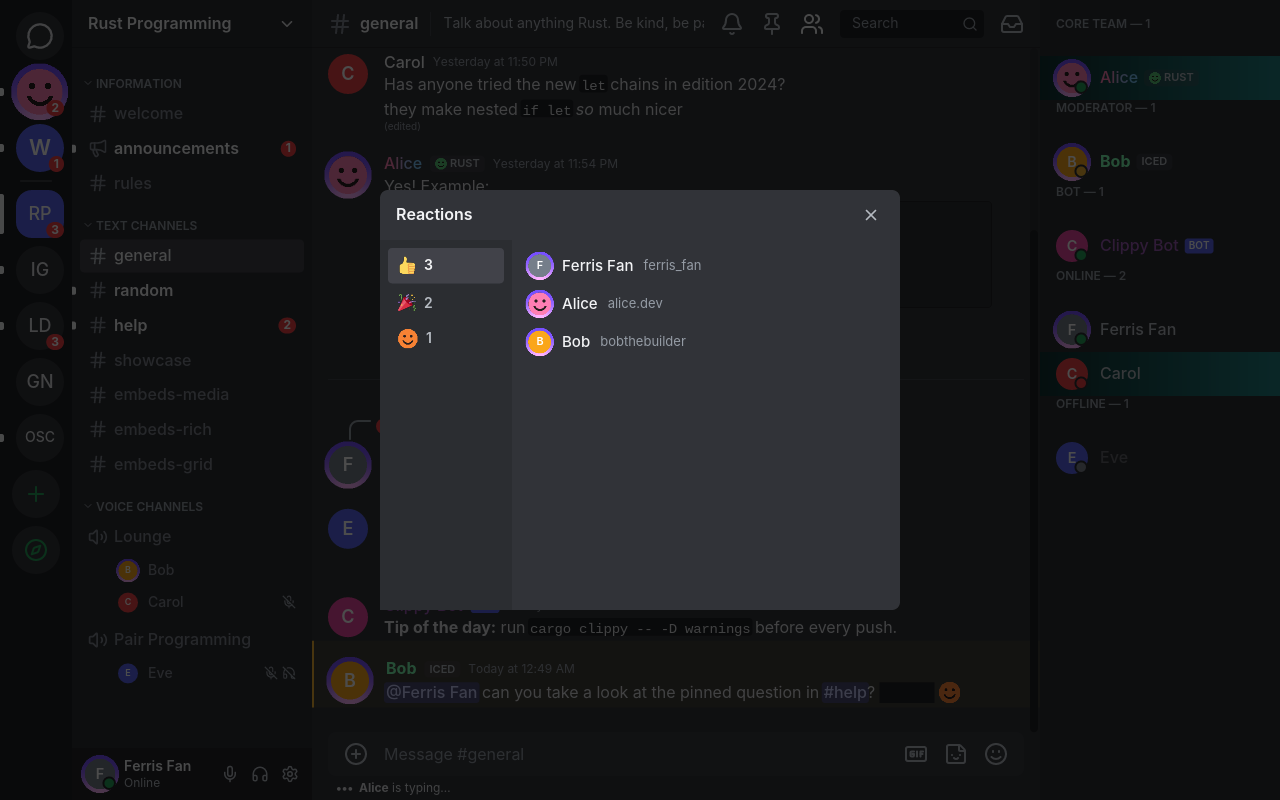 Rust Programming
general
Talk about anything Rust. Be kind, be pa
Search
2
W
1
RP
3
IG
LD
3
GN
OSC
INFORMATION
welcome
announcements
1
rules
TEXT CHANNELS
general
random
help
2
showcase
embeds-media
embeds-rich
embeds-grid
VOICE CHANNELS
Lounge
B Bob
C Carol
Pair Programming
E Eve
F
Ferris Fan
Online
C
Carol Yesterday at 11:50 PM
Has anyone tried the new let chains in edition 2024?
they make nested if let so much nicer
(edited)
Alice RUST Yesterday at 11:54 PM
Yes! Example:
Reactions
3
2
1
F Ferris Fan ferris_fan
Alice alice.dev
B Bob bobthebuilder
F
E
C
Tip of the day: run cargo clippy -- -D warnings before every push.
B
Bob ICED Today at 12:49 AM
@Ferris Fan can you take a look at the pinned question in #help?
Message #general
GIF
Alice is typing...
CORE TEAM — 1
Alice RUST
MODERATOR — 1
B Bob ICED
BOT — 1
C Clippy Bot BOT
ONLINE — 2
F Ferris Fan
C Carol
OFFLINE — 1
E Eve